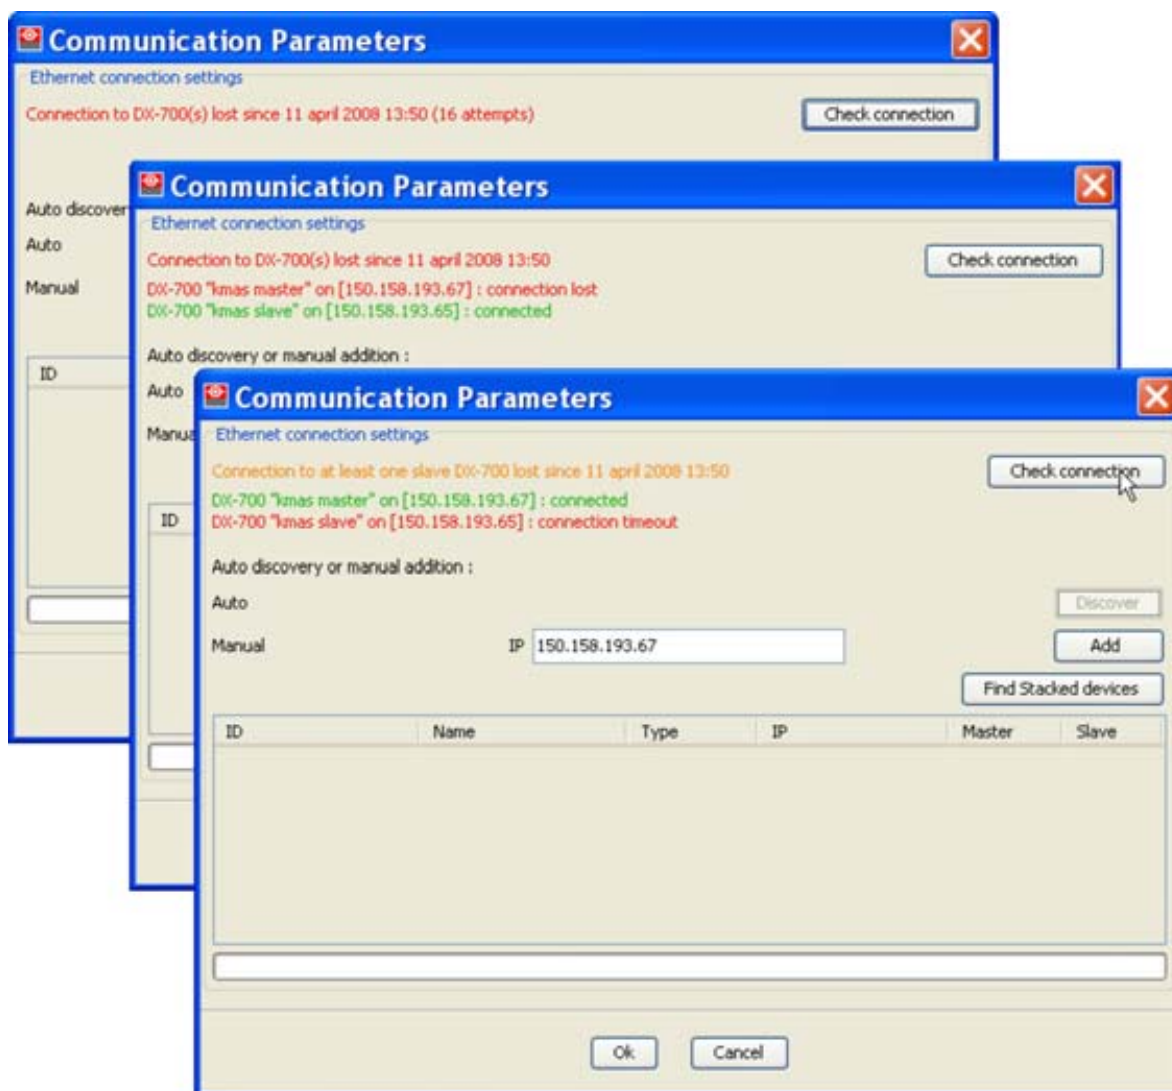 Communication Parameters
Ethernet connection settings
Connection to DX-700(s) lost since 11 april 2008 13:50 (16 attempts)
Check connection
Auto discover
Auto
Manual
ID
Communication Parameters
Ethernet connection settings
Connection to DX-700(s) lost since 11 april 2008 13:50
Check connection
DX-700 "kmas master" on [150.158.193.67] : connection lost
DX-700 "kmas slave" on [150.158.193.65] : connected
Auto discovery or manual addition :
Auto
Manua
ID
Communication Parameters
Ethernet connection settings
Connection to at least one slave DX-700 lost since 11 april 2008 13:50
Check connection
DX-700 "kmas master" on [150.158.193.67] : connected
DX-700 "kmas slave" on [150.158.193.65] : connection timeout
Auto discovery or manual addition :
Auto Discover
Manual IP 150.158.193.67 Add
Find Stacked devices
ID Name Type IP Master Slave
Ok Cancel